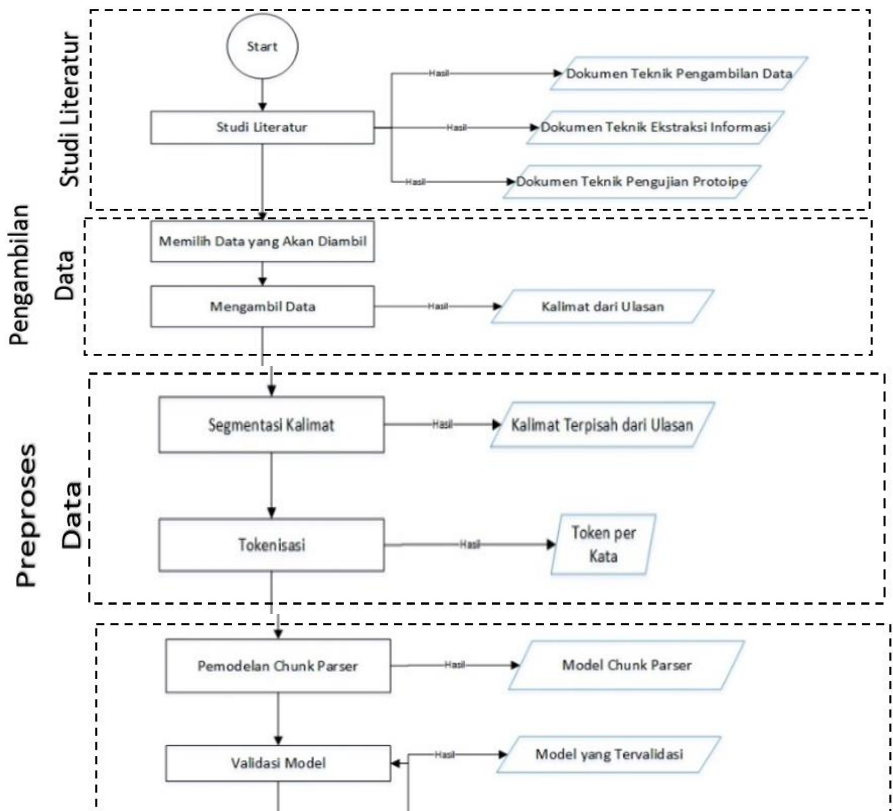 Studi Literatur
Start
Studi Literatur
Hasil
Dokumen Teknik Pengambilan Data
Hasil
Dokumen Teknik Ekstraksi Informasi
Hasil
Dokumen Teknik Pengujian Protoipe
Pengambilan
Data
Memilih Data yang Akan Diambil
Mengambil Data
Hasil
Kalimat dari Ulasan
Preproses
Data
Segmentasi Kalimat
Hasil
Kalimat Terpisah dari Ulasan
Tokenisasi
Hasil
Token per
Kata
Pemodelan Chunk Parser
Hasil
Model Chunk Parser
Validasi Model
Hasil
Model yang Tervalidasi